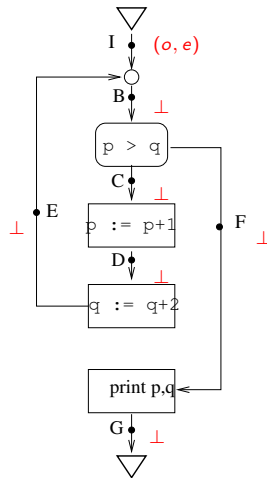 I (o, e)
B ⊥
p > q
C ⊥
p := p+1
E F
⊥ ⊥
D ⊥
q := q+2
print p,q
G ⊥